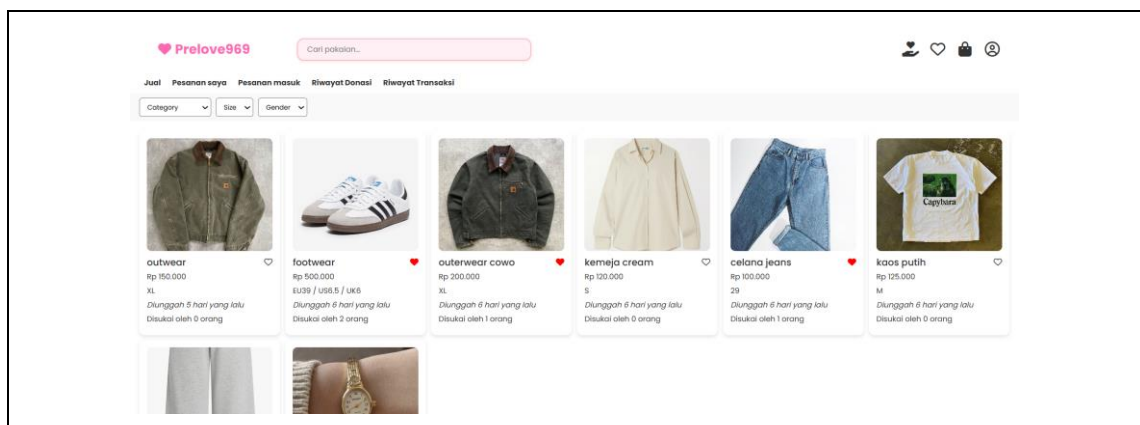 Prelove969
Cari pakaian...
Jual Pesanan saya Pesanan masuk Riwayat Donasi Riwayat Transaksi
Category Size Gender
Capybara
outwear
Rp 150.000
XL
Diunggah 5 hari yang lalu
Disukai oleh 0 orang
footwear
Rp 500.000
EU39 / US6.5 / UK6
Diunggah 6 hari yang lalu
Disukai oleh 2 orang
outerwear cowo
Rp 200.000
XL
Diunggah 6 hari yang lalu
Disukai oleh 1 orang
kemeja cream
Rp 120.000
S
Diunggah 6 hari yang lalu
Disukai oleh 0 orang
celana jeans
Rp 100.000
29
Diunggah 6 hari yang lalu
Disukai oleh 1 orang
kaos putih
Rp 125.000
M
Diunggah 6 hari yang lalu
Disukai oleh 0 orang